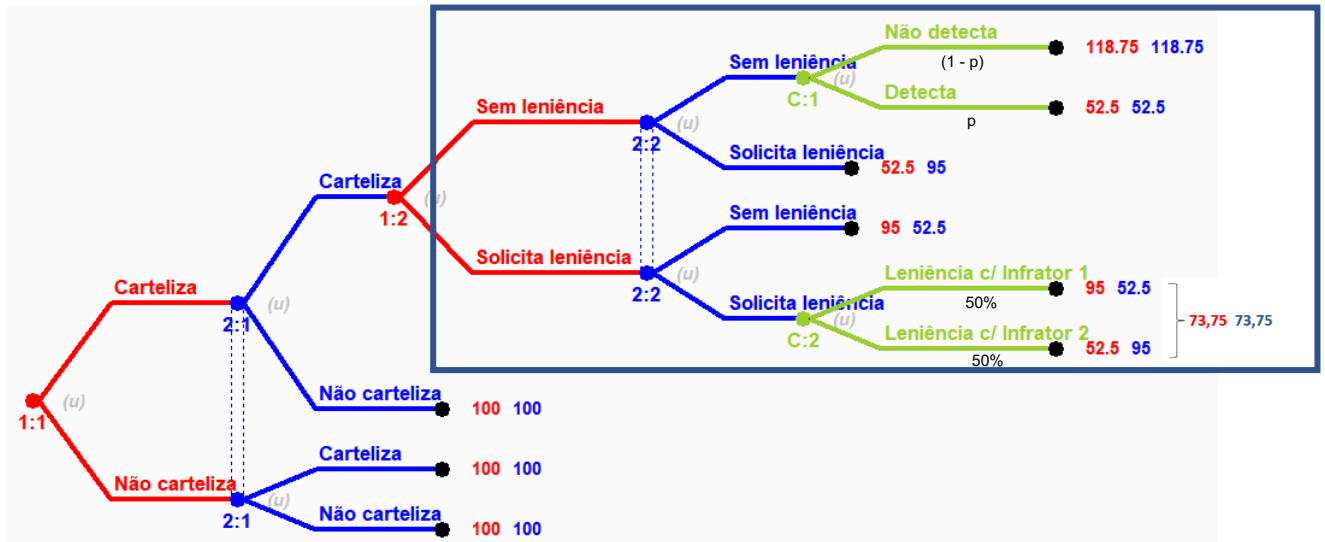 Não detecta
118.75 118.75
Sem leniência
(1 - p)
(u)
C:1
Detecta
52.5 52.5
p
Sem leniência
(u)
2:2
Solicita leniência
52.5 95
Carteliza
(u)
1:2
Sem leniência
95 52.5
Solicita leniência
(u)
2:2
Leniência c/ Infrator 1
95 52.5
50%
Solicita leniência
(u)
C:2
73,75 73,75
Leniência c/ Infrator 2
52.5 95
50%
Carteliza
(u)
2:1
Não carteliza
100 100
(u)
1:1
Carteliza
100 100
Não carteliza
(u)
2:1
Não carteliza
100 100